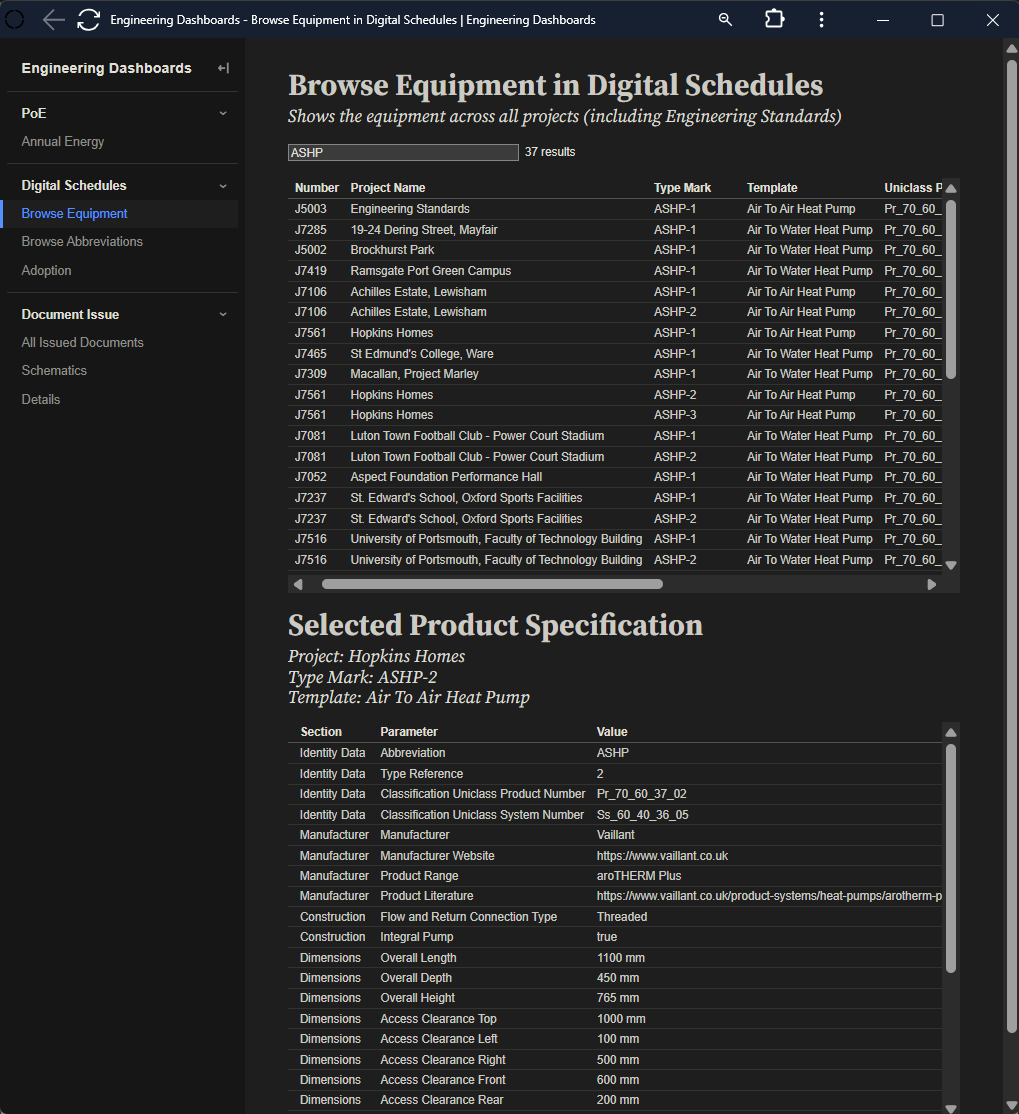 Engineering Dashboards - Browse Equipment in Digital Schedules | Engineering Dashboards
Engineering Dashboards
PoE
Annual Energy
Digital Schedules
Browse Equipment
Browse Abbreviations
Adoption
Document Issue
All Issued Documents
Schematics
Details
Browse Equipment in Digital Schedules
Shows the equipment across all projects (including Engineering Standards)
ASHP 37 results
Number Project Name Type Mark Template Uniclass P
J5003 Engineering Standards ASHP-1 Air To Air Heat Pump Pr_70_60_
J7285 19-24 Dering Street, Mayfair ASHP-1 Air To Water Heat Pump Pr_70_60_
J5002 Brockhurst Park ASHP-1 Air To Water Heat Pump Pr_70_60_
J7419 Ramsgate Port Green Campus ASHP-1 Air To Water Heat Pump Pr_70_60_
J7106 Achilles Estate, Lewisham ASHP-1 Air To Air Heat Pump Pr_70_60_
J7106 Achilles Estate, Lewisham ASHP-2 Air To Water Heat Pump Pr_70_60_
J7561 Hopkins Homes ASHP-1 Air To Air Heat Pump Pr_70_60_
J7465 St Edmund's College, Ware ASHP-1 Air To Water Heat Pump Pr_70_60_
J7309 Macallan, Project Marley ASHP-1 Air To Water Heat Pump Pr_70_60_
J7561 Hopkins Homes ASHP-2 Air To Air Heat Pump Pr_70_60_
J7561 Hopkins Homes ASHP-3 Air To Air Heat Pump Pr_70_60_
J7081 Luton Town Football Club - Power Court Stadium ASHP-1 Air To Water Heat Pump Pr_70_60_
J7081 Luton Town Football Club - Power Court Stadium ASHP-2 Air To Water Heat Pump Pr_70_60_
J7052 Aspect Foundation Performance Hall ASHP-1 Air To Water Heat Pump Pr_70_60_
J7237 St. Edward's School, Oxford Sports Facilities ASHP-1 Air To Water Heat Pump Pr_70_60_
J7237 St. Edward's School, Oxford Sports Facilities ASHP-2 Air To Water Heat Pump Pr_70_60_
J7516 University of Portsmouth, Faculty of Technology Building ASHP-1 Air To Water Heat Pump Pr_70_60_
J7516 University of Portsmouth, Faculty of Technology Building ASHP-2 Air To Water Heat Pump Pr_70_60_
Selected Product Specification
Project: Hopkins Homes
Type Mark: ASHP-2
Template: Air To Air Heat Pump
Section Parameter Value
Identity Data Abbreviation ASHP
Identity Data Type Reference 2
Identity Data Classification Uniclass Product Number Pr_70_60_37_02
Identity Data Classification Uniclass System Number Ss_60_40_36_05
Manufacturer Manufacturer Vaillant
Manufacturer Manufacturer Website https://www.vaillant.co.uk
Manufacturer Product Range aroTHERM Plus
Manufacturer Product Literature https://www.vaillant.co.uk/product-systems/heat-pumps/arotherm-p
Construction Flow and Return Connection Type Threaded
Construction Integral Pump true
Dimensions Overall Length 1100 mm
Dimensions Overall Depth 450 mm
Dimensions Overall Height 765 mm
Dimensions Access Clearance Top 1000 mm
Dimensions Access Clearance Left 100 mm
Dimensions Access Clearance Right 500 mm
Dimensions Access Clearance Front 600 mm
Dimensions Access Clearance Rear 200 mm